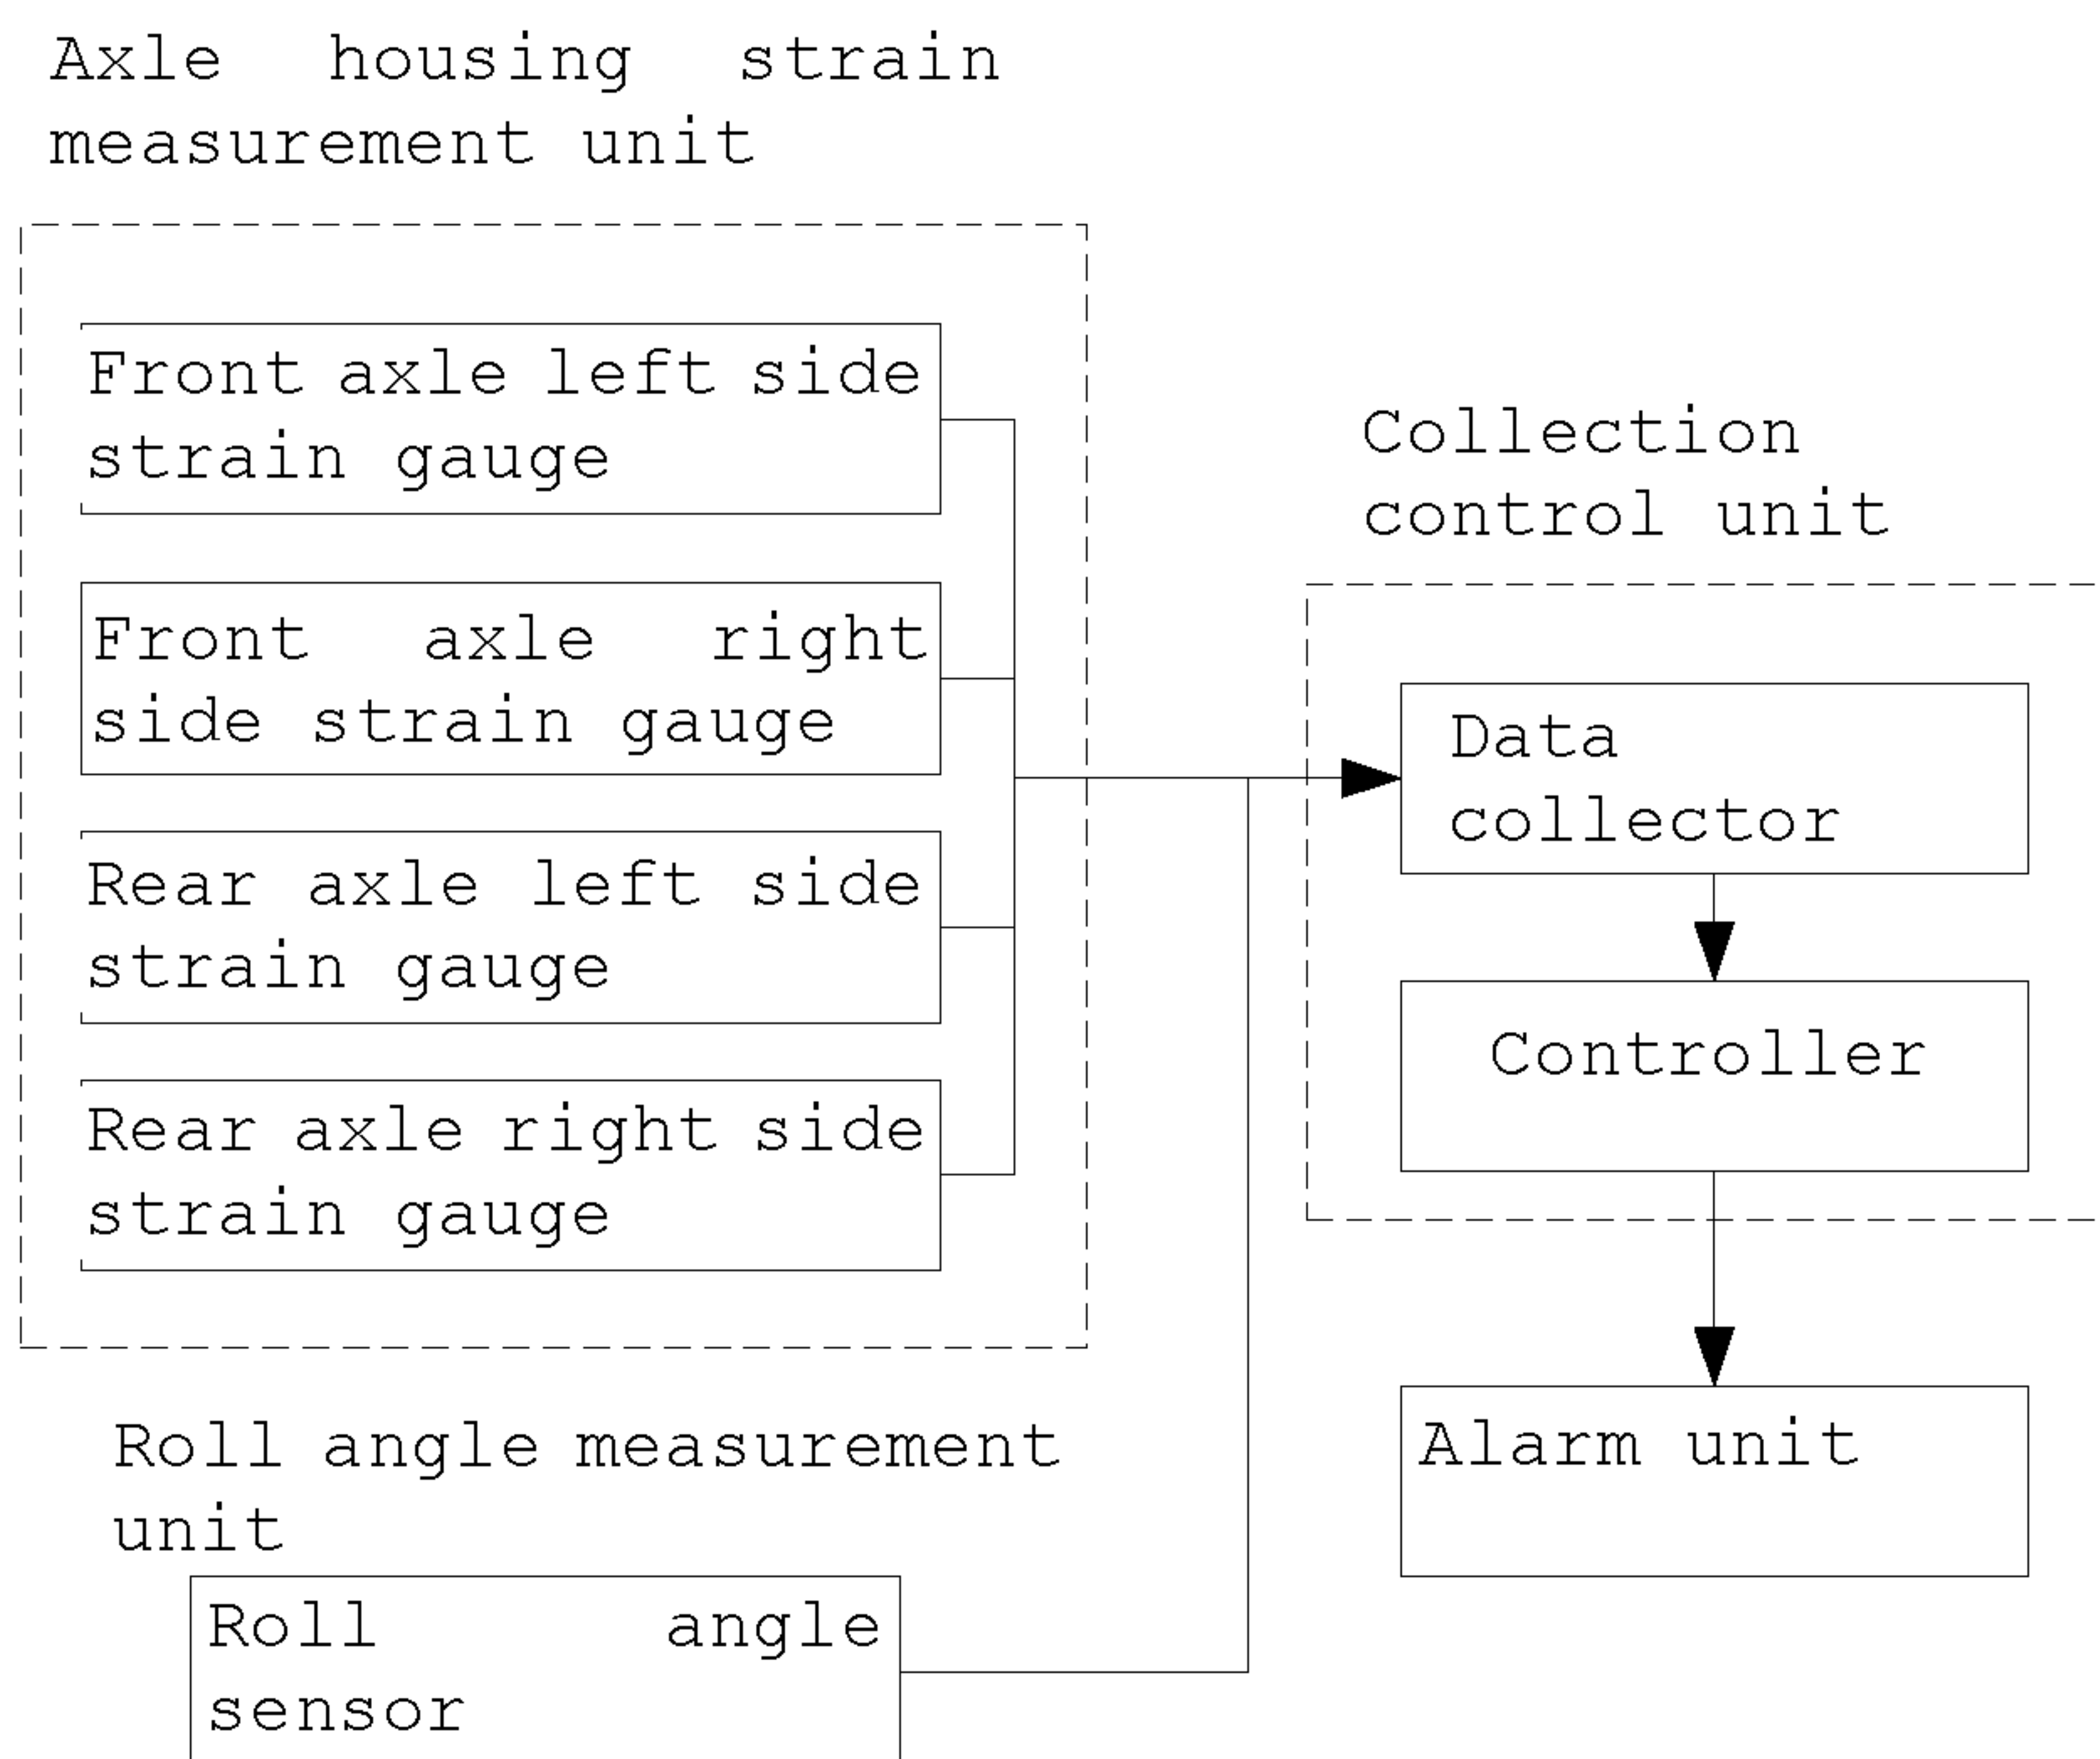 Axle housing strain
measurement unit
Front axle left side
strain gauge
Front axle right
side strain gauge
Rear axle left side
strain gauge
Rear axle right side
strain gauge
Collection
control unit
Data
collector
Controller
Alarm unit
Roll angle measurement
unit
Roll angle
sensor